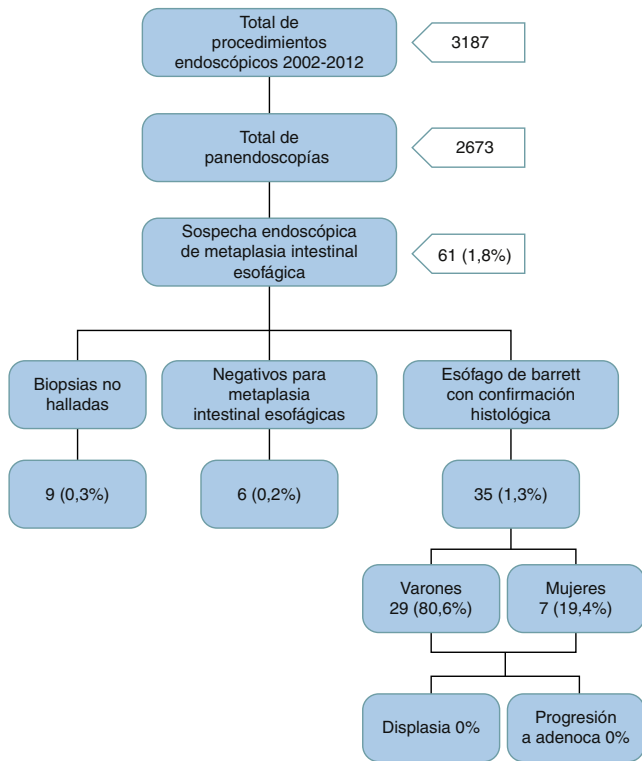 Total de
procedimientos
endoscópicos 2002-2012
3187
Total de
panendoscopías
2673
Sospecha endoscópica
de metaplasia intestinal
esofágica
61 (1,8%)
Biopsias no
halladas
Negativos para
metaplasia
intestinal esofágicas
Esófago de barrett
con confirmación
histológica
9 (0,3%)
6 (0,2%)
35 (1,3%)
Varones
29 (80,6%)
Mujeres
7 (19,4%)
Displasia 0%
Progresión
a adenoca 0%